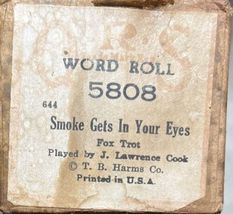 WORD ROLL
5808
644
Smoke Gets In Your Eyes
Fox Trot
Played by J. Lawrence Cook
© T. B. Harms Co.
Printed in U.S.A.